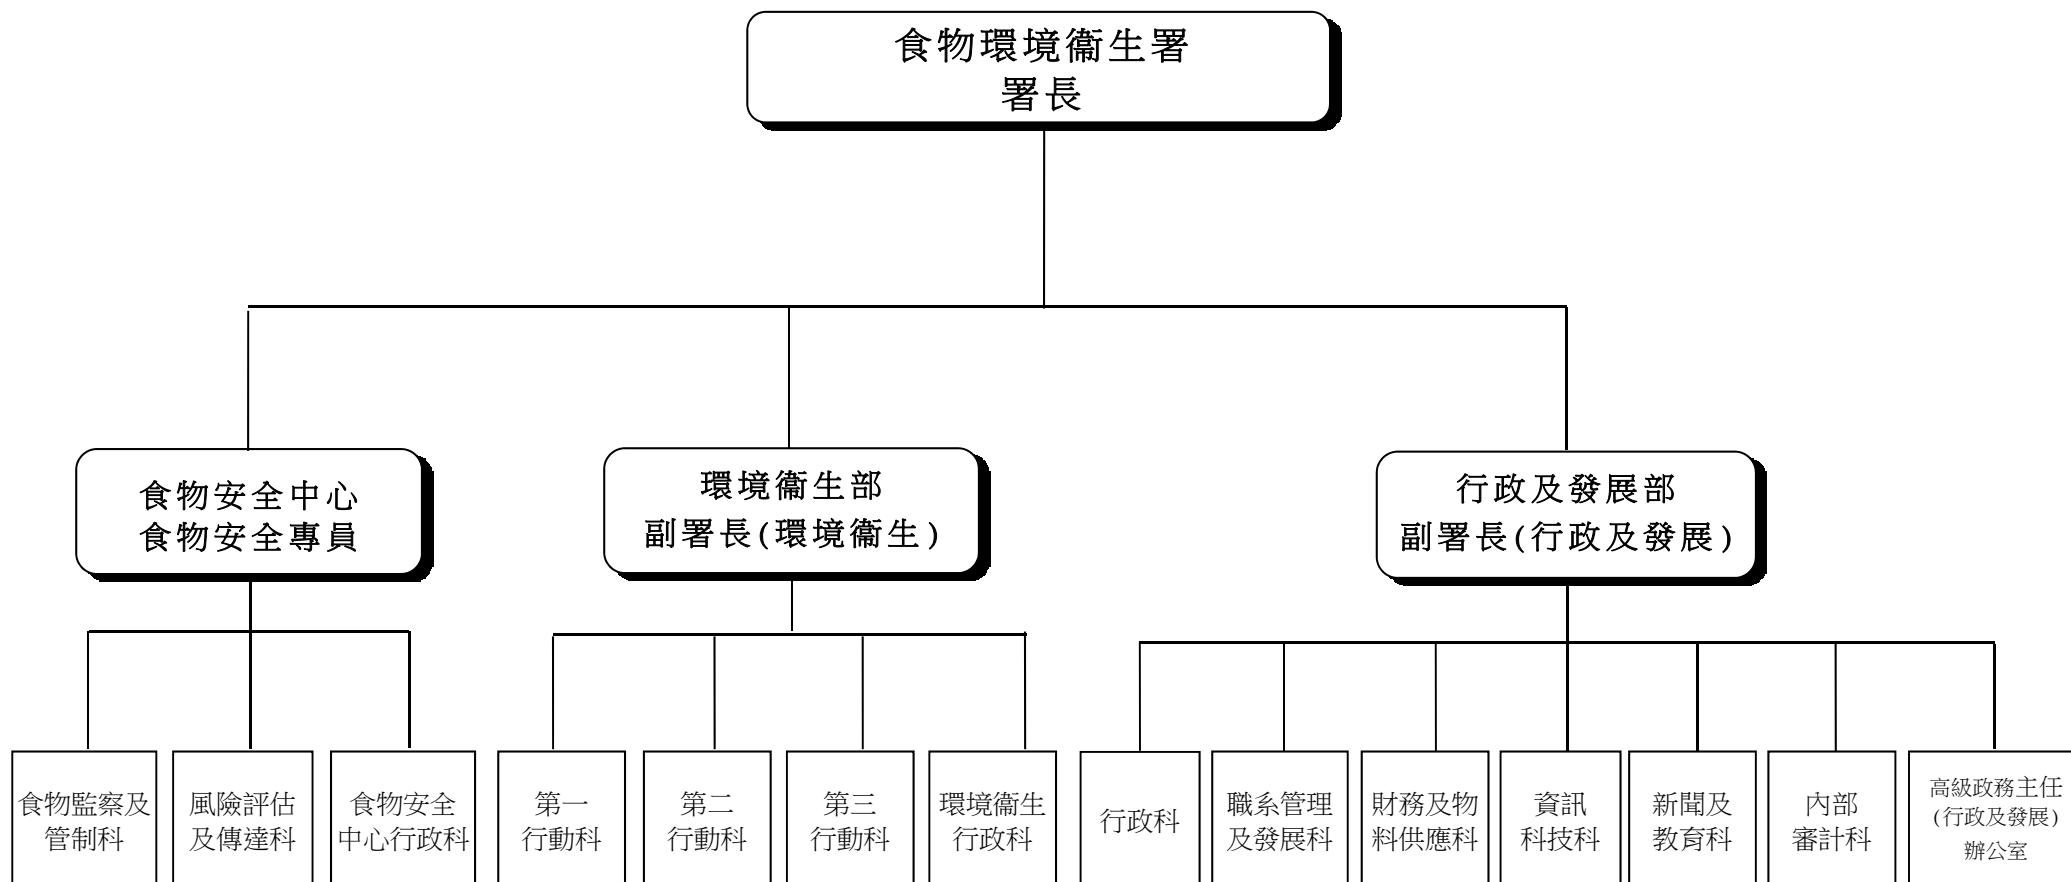 食物環境衞生署
署長
食物安全中心
食物安全專員
環境衞生部
副署長(環境衞生)
行政及發展部
副署長(行政及發展)
食物監察及
管制科
風險評估
及傳達科
食物安全
中心行政科
第一
行動科
第二
行動科
第三
行動科
環境衞生
行政科
行政科
職系管理
及發展科
財務及物
料供應科
資訊
科技科
新聞及
教育科
內部
審計科
高級政務主任
(行政及發展)
辦公室